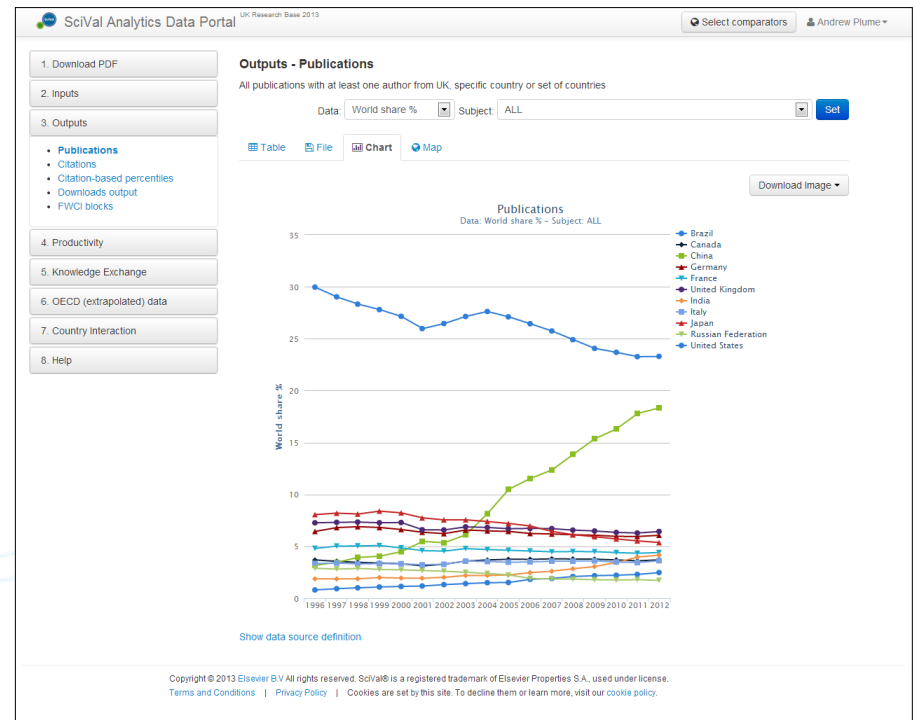 SciVal Analytics Data Portal UK Research Base 2013
Select comparators Andrew Plume
1. Download PDF
2. Inputs
3. Outputs
• Publications
• Citations
• Citation-based percentiles
• Downloads output
• FWCI blocks
4. Productivity
5. Knowledge Exchange
6. OECD (extrapolated) data
7. Country Interaction
8. Help
Outputs - Publications
All publications with at least one author from UK, specific country or set of countries
Data: World share % Subject: ALL Set
Table File Chart Map
Download Image
Publications
Data: World share % – Subject: ALL
35
30
25
20
15
10
5
0
World share %
1996 1997 1998 1999 2000 2001 2002 2003 2004 2005 2006 2007 2008 2009 2010 2011 2012
Brazil
Canada
China
Germany
France
United Kingdom
India
Italy
Japan
Russian Federation
United States
Show data source definition
Copyright © 2013 Elsevier B.V All rights reserved. SciVal® is a registered trademark of Elsevier Properties S.A., used under license.
Terms and Conditions | Privacy Policy | Cookies are set by this site. To decline them or learn more, visit our cookie policy.